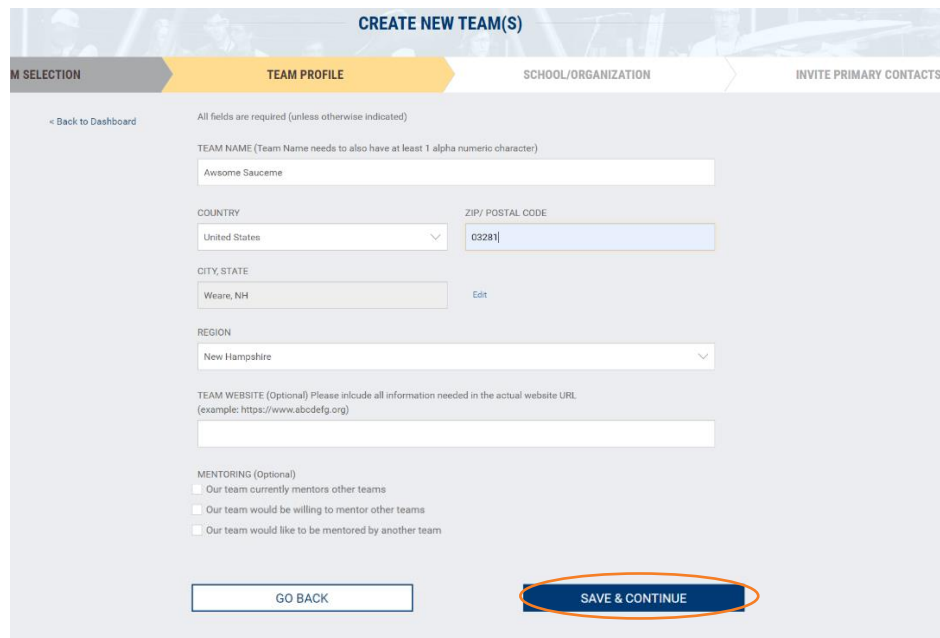 CREATE NEW TEAM(S)
M SELECTION
TEAM PROFILE
SCHOOL/ORGANIZATION
INVITE PRIMARY CONTACTS
< Back to Dashboard
All fields are required (unless otherwise indicated)
TEAM NAME (Team Name needs to also have at least 1 alpha numeric character)
Awsome Sauceme
COUNTRY
ZIP/ POSTAL CODE
United States
03281
CITY, STATE
Weare, NH
Edit
REGION
New Hampshire
TEAM WEBSITE (Optional) Please inlcude all information needed in the actual website URL
(example: https://www.abcdefg.org)
MENTORING (Optional)
Our team currently mentors other teams
Our team would be willing to mentor other teams
Our team would like to be mentored by another team
GO BACK
SAVE & CONTINUE